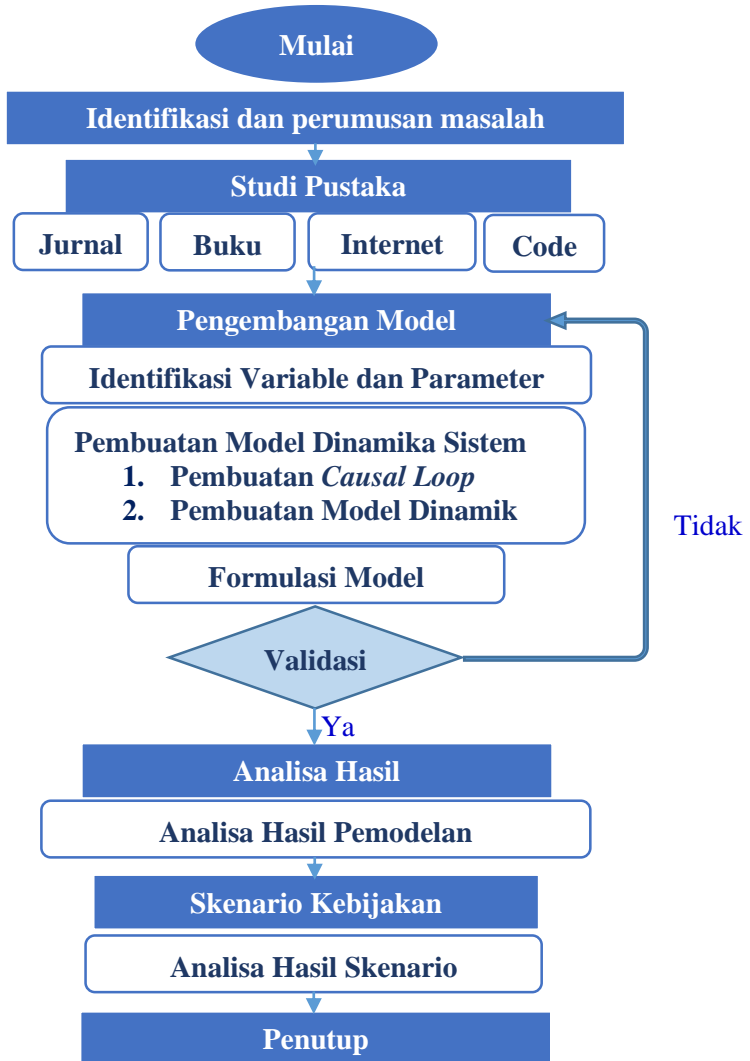 Mulai
Identifikasi dan perumusan masalah
Studi Pustaka
Jurnal
Buku
Internet
Code
Pengembangan Model
Identifikasi Variable dan Parameter
Pembuatan Model Dinamika Sistem
1. Pembuatan Causal Loop
2. Pembuatan Model Dinamik
Tidak
Formulasi Model
Validasi
Ya
Analisa Hasil
Analisa Hasil Pemodelan
Skenario Kebijakan
Analisa Hasil Skenario
Penutup